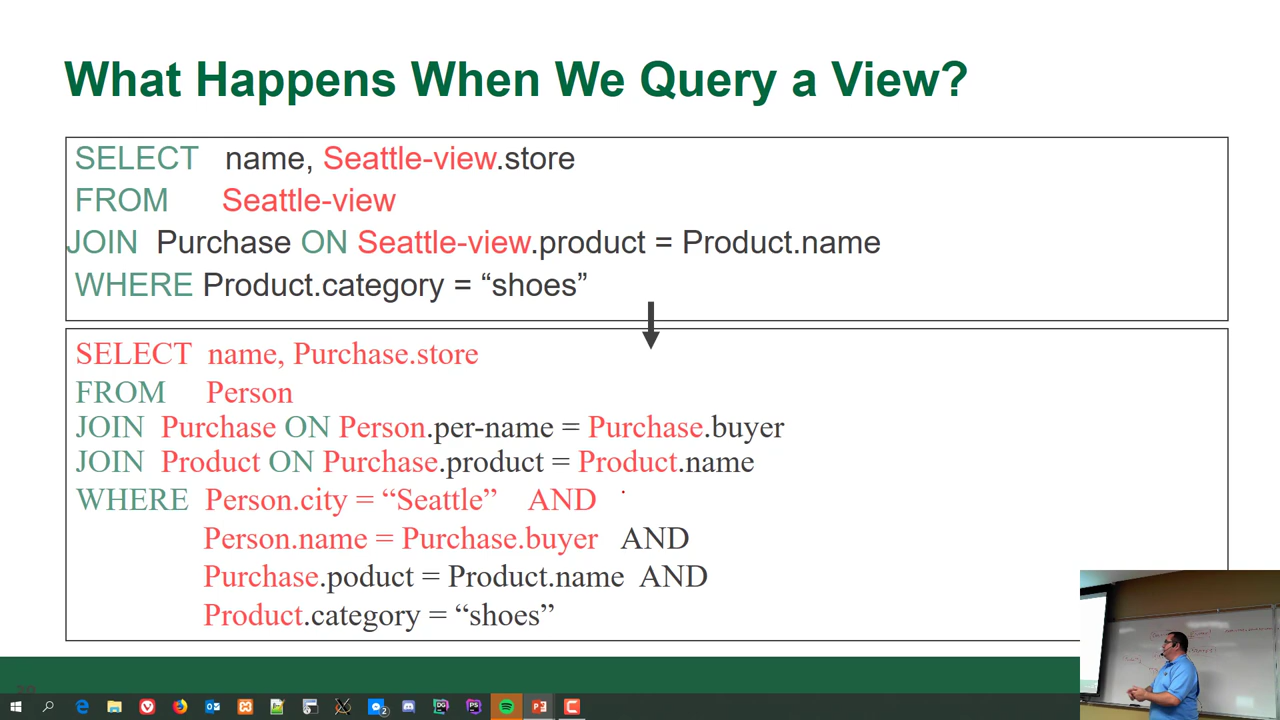 What Happens When We Query a View?
SELECT name, Seattle-view.store
FROM Seattle-view
JOIN Purchase ON Seattle-view.product = Product.name
WHERE Product.category = “shoes”
SELECT name, Purchase.store
FROM Person
JOIN Purchase ON Person.per-name = Purchase.buyer
JOIN Product ON Purchase.product = Product.name
WHERE Person.city = “Seattle” AND
Person.name = Purchase.buyer AND
Purchase.poduct = Product.name AND
Product.category = “shoes”